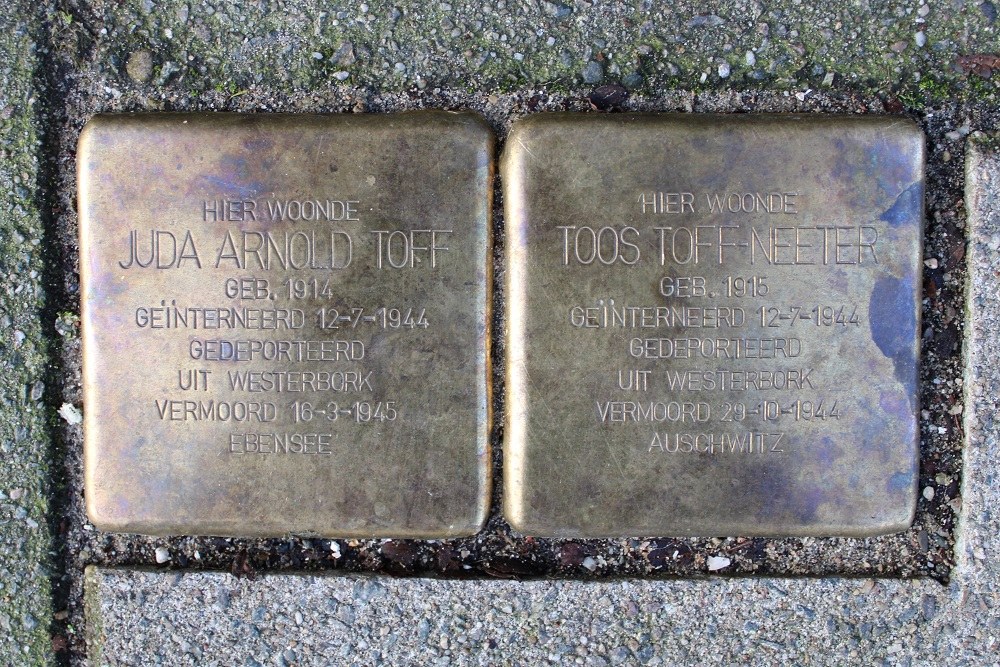 HIER WOONDE
JUDA ARNOLD TOFF
GEB. 1914
GEÏNTERNEERD 12-7-1944
GEDEPORTEERD
UIT WESTERBORK
VERMOORD 16-3-1945
EBENSEE
HIER WOONDE
TOOS TOFF-NEETER
GEB. 1915
GEÏNTERNEERD 12-7-1944
GEDEPORTEERD
UIT WESTERBORK
VERMOORD 29-10-1944
AUSCHWITZ